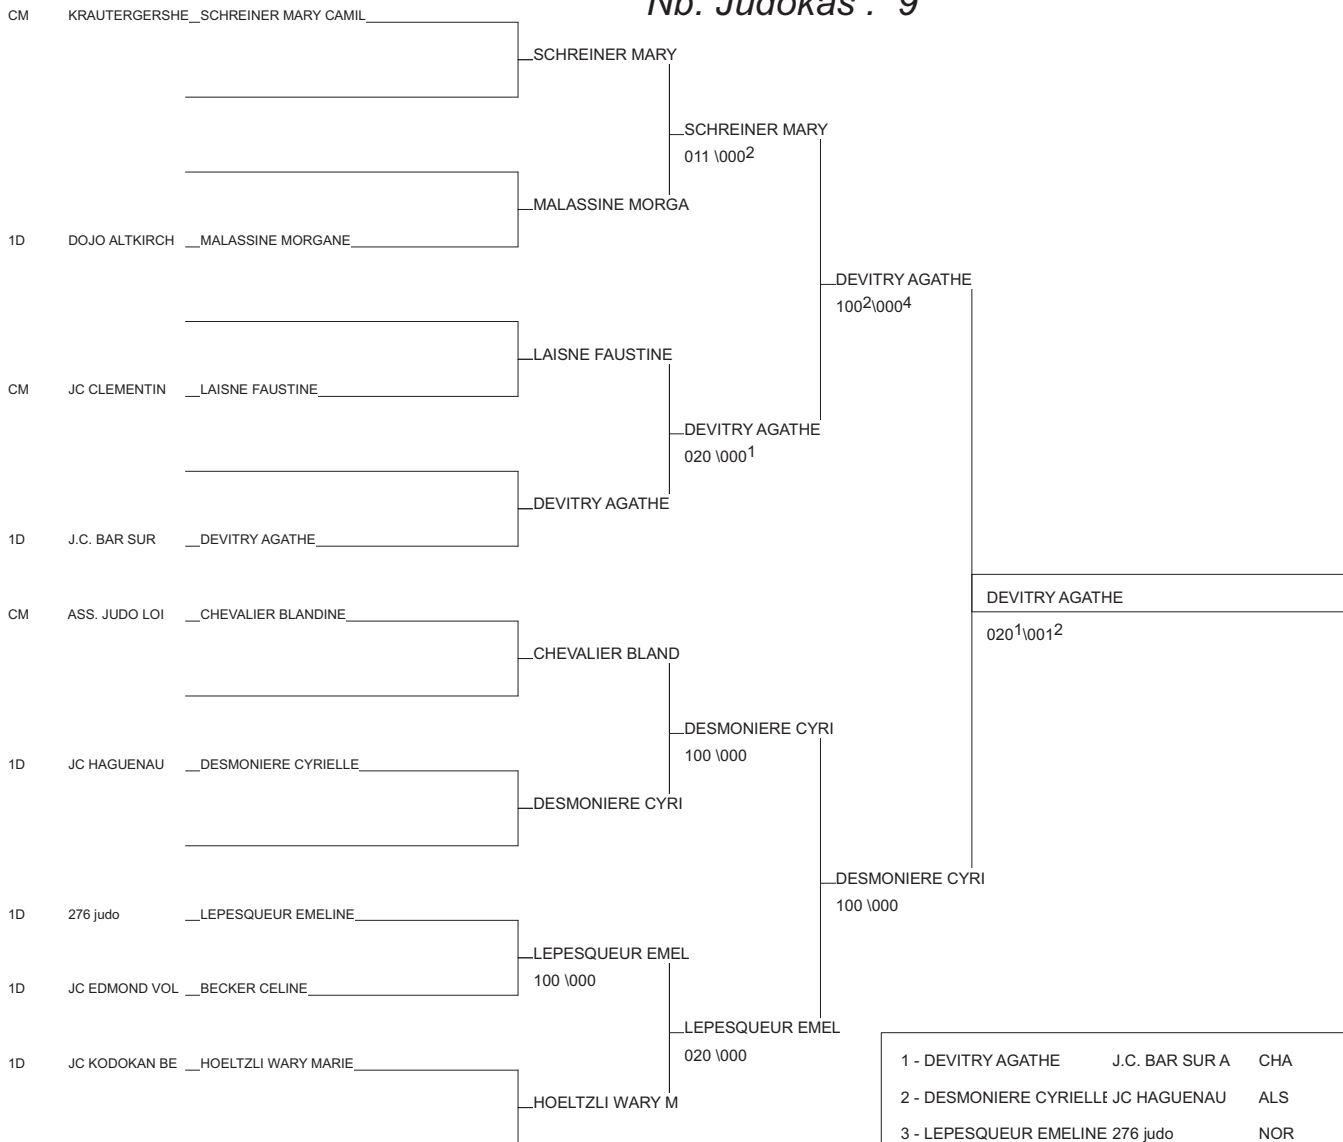 Nb. Judokas : 9
CM KRAUTERGERSHE SCHREINER MARY CAMIL
SCHREINER MARY
SCHREINER MARY
011 \000 2
MALASSINE MORGA
1D DOJO ALTKIRCH MALASSINE MORGANE
DEVITRY AGATHE
100 2 \000 4
LAISNE FAUSTINE
CM JC CLEMENTIN LAISNE FAUSTINE
DEVITRY AGATHE
020 \000 1
DEVITRY AGATHE
1D J.C. BAR SUR DEVITRY AGATHE
DEVITRY AGATHE
020 1 \001 2
CM ASS. JUDO LOI CHEVALIER BLANDINE
CHEVALIER BLAND
DESMONIERE CYRI
100 \000
1D JC HAGUENAU DESMONIERE CYRIELLE
DESMONIERE CYRI
DESMONIERE CYRI
100 \000
1D 276 judo LEPESQUEUR EMELINE
LEPESQUEUR EMEL
100 \000
1D JC EDMOND VOL BECKER CELINE
LEPESQUEUR EMEL
020 \000
1D JC KODOKAN BE HOELTZLI WARY MARIE
HOELTZLI WARY M
1 - DEVITRY AGATHE J.C. BAR SUR A CHA
2 - DESMONIERE CYRIELLE JC HAGUENAU ALS
3 - LEPESQUEUR EMELINE 276 judo NOR